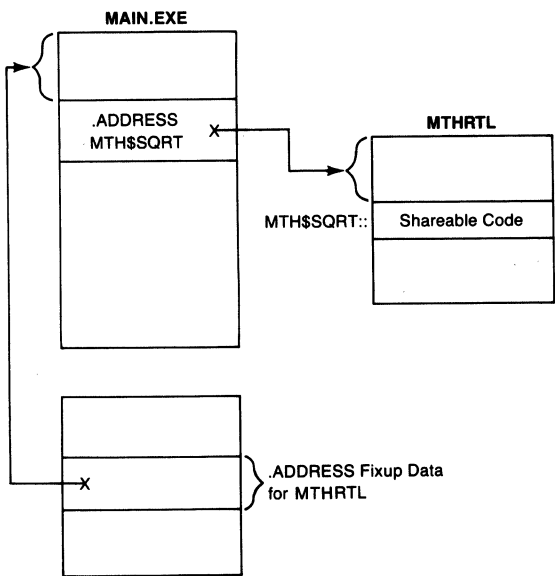 MAIN.EXE
.ADDRESS
MTH$SQRT
X
MTHRTL
MTH$SQRT::
Shareable Code
X
.ADDRESS Fixup Data
for MTHRTL